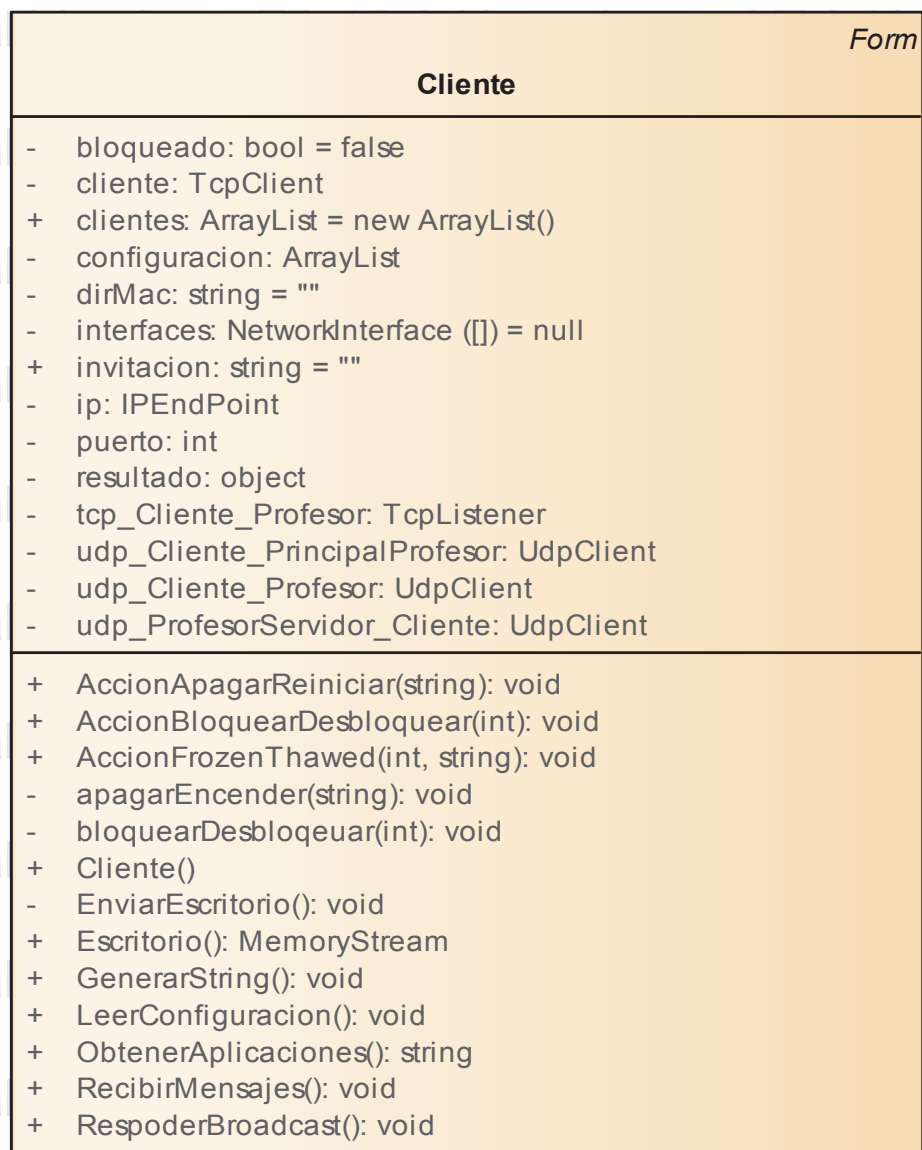 Form
Cliente
- bloqueado: bool = false
- cliente: TcpClient
+ clientes: ArrayList = new ArrayList()
- configuracion: ArrayList
- dirMac: string = ""
- interfaces: NetworkInterface ([]) = null
+ invitacion: string = ""
- ip: IPEndPoint
- puerto: int
- resultado: object
- tcp_Cliente_Profesor: TcpListener
- udp_Cliente_PrincipalProfesor: UdpClient
- udp_Cliente_Profesor: UdpClient
- udp_ProfesorServidor_Cliente: UdpClient
+ AccionApagarReiniciar(string): void
+ AccionBloquearDesbloquear(int): void
+ AccionFrozenThawed(int, string): void
- apagarEncender(string): void
- bloquearDesbloqeuar(int): void
+ Cliente()
- EnviarEscritorio(): void
+ Escritorio(): MemoryStream
+ GenerarString(): void
+ LeerConfiguracion(): void
+ ObtenerAplicaciones(): string
+ RecibirMensajes(): void
+ RespoderBroadcast(): void